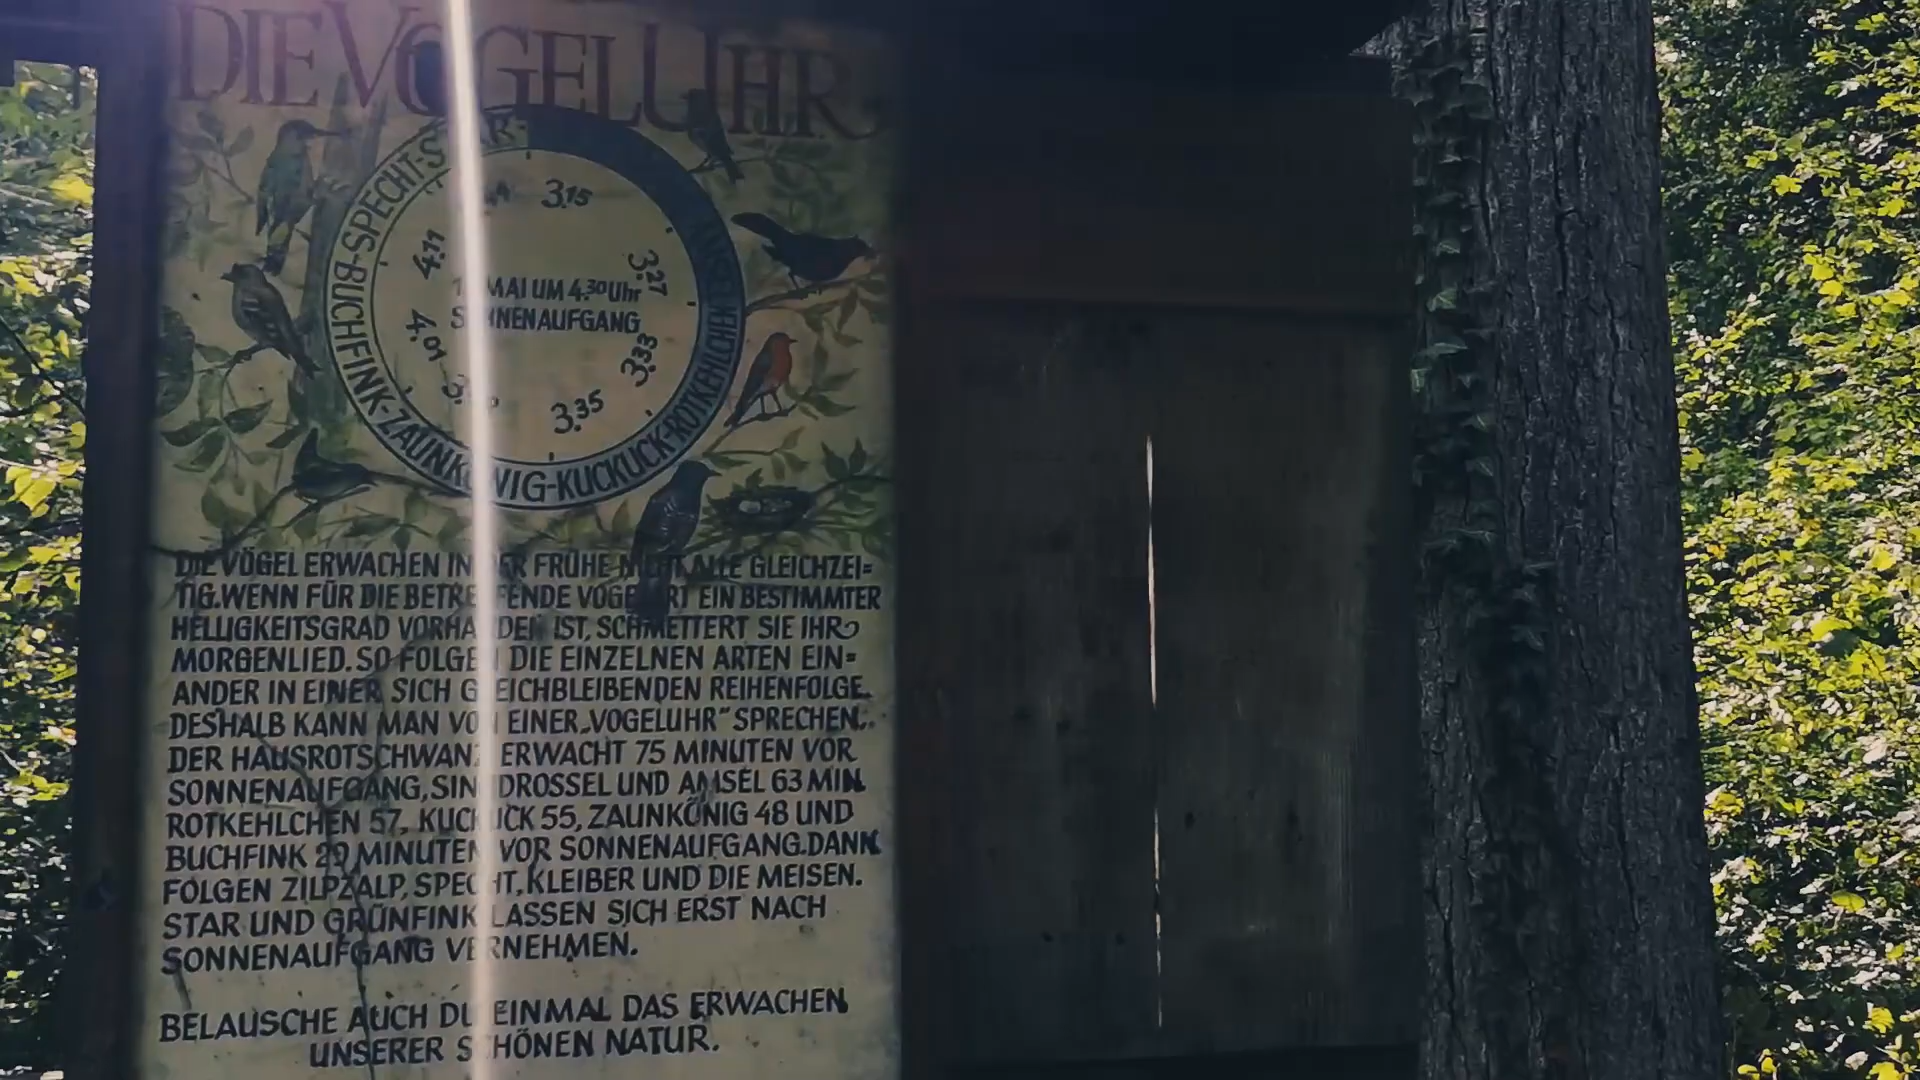 DIE VOGELUHR
BUCHFINK-SPECHT-STAR-
ROTKEHLCHEN
ZAUNKÖNIG-KUCKUCK-
3.15
3.27
3.33
3.35
4.01
4.11
MAI UM 4.30 Uhr
SONNENAUFGANG
DIE VÖGEL ERWACHEN IN DER FRÜHE NICHT ALLE GLEICHZEI=
TIG. WENN FÜR DIE BETREFFENDE VOGELART EIN BESTIMMTER
HELLIGKEITSGRAD VORHANDEN IST, SCHMETTERT SIE IHR
MORGENLIED. SO FOLGEN DIE EINZELNEN ARTEN EIN=
ANDER IN EINER SICH GLEICHBLEIBENDEN REIHENFOLGE.
DESHALB KANN MAN VON EINER „VOGELUHR" SPRECHEN.
DER HAUSROTSCHWANZ ERWACHT 75 MINUTEN VOR
SONNENAUFGANG, SINGDROSSEL UND AMSEL 63 MIN.
ROTKEHLCHEN 57, KUCKUCK 55, ZAUNKÖNIG 48 UND
BUCHFINK 29 MINUTEN VOR SONNENAUFGANG. DANN
FOLGEN ZILPZALP, SPECHT, KLEIBER UND DIE MEISEN.
STAR UND GRÜNFINK LASSEN SICH ERST NACH
SONNENAUFGANG VERNEHMEN.
BELAUSCHE AUCH DU EINMAL DAS ERWACHEN
UNSERER SCHÖNEN NATUR.